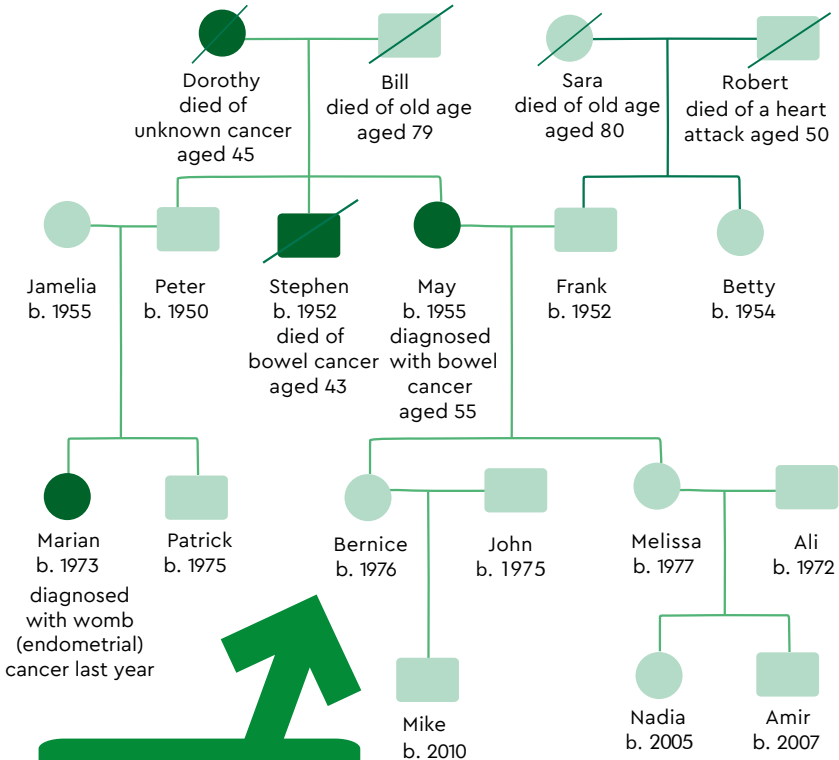 Dorothy
died of
unknown cancer
aged 45
Bill
died of old age
aged 79
Sara
died of old age
aged 80
Robert
died of a heart
attack aged 50
Jamelia
b. 1955
Peter
b. 1950
Stephen
b. 1952
died of
bowel cancer
aged 43
May
b. 1955
diagnosed
with bowel
cancer
aged 55
Frank
b. 1952
Betty
b. 1954
Marian
b. 1973
diagnosed
with womb
(endometrial)
cancer last year
Patrick
b. 1975
Bernice
b. 1976
John
b. 1975
Melissa
b. 1977
Ali
b. 1972
Mike
b. 2010
Nadia
b. 2005
Amir
b. 2007